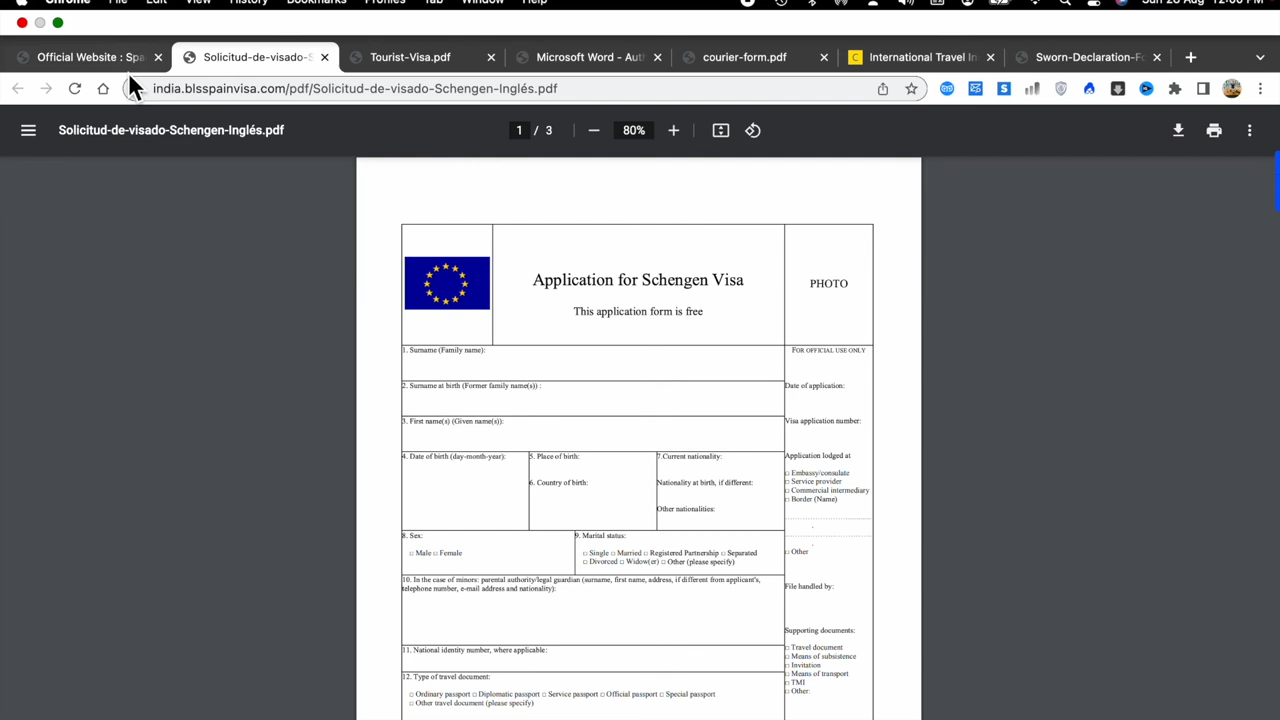 Chrome File Edit View History Bookmarks Profiles Tab Window Help Sun 28 Aug 12:06 PM
Official Website : Spa
Solicitud-de-visado-S
Tourist-Visa.pdf
Microsoft Word - Aut
courier-form.pdf
C International Travel In
Sworn-Declaration-Fo
india.blsspainvisa.com/pdf/Solicitud-de-visado-Schengen-Inglés.pdf
Solicitud-de-visado-Schengen-Inglés.pdf
1 / 3
80%
Application for Schengen Visa
This application form is free
PHOTO
1. Surname (Family name):
FOR OFFICIAL USE ONLY
Date of application:
2. Surname at birth (Former family name(s)) :
3. First name(s) (Given name(s)):
Visa application number:
4. Date of birth (day-month-year):
5. Place of birth:
6. Country of birth:
7.Current nationality:
Nationality at birth, if different:
Other nationalities:
Application lodged at
□ Embassy/consulate
□ Service provider
□ Commercial intermediary
□ Border (Name)
□ Other
8. Sex:
□ Male □ Female
9. Marital status:
□ Single □ Married □ Registered Partnership □ Separated
□ Divorced □ Widow(er) □ Other (please specify)
10. In the case of minors: parental authority/legal guardian (surname, first name, address, if different from applicant's,
telephone number, e-mail address and nationality):
File handled by:
Supporting documents:
□ Travel document
□ Means of subsistence
□ Invitation
□ Means of transport
□ TMI
□ Other:
11. National identity number, where applicable:
12. Type of travel document:
□ Ordinary passport □ Diplomatic passport □ Service passport □ Official passport □ Special passport
□ Other travel document (please specify)